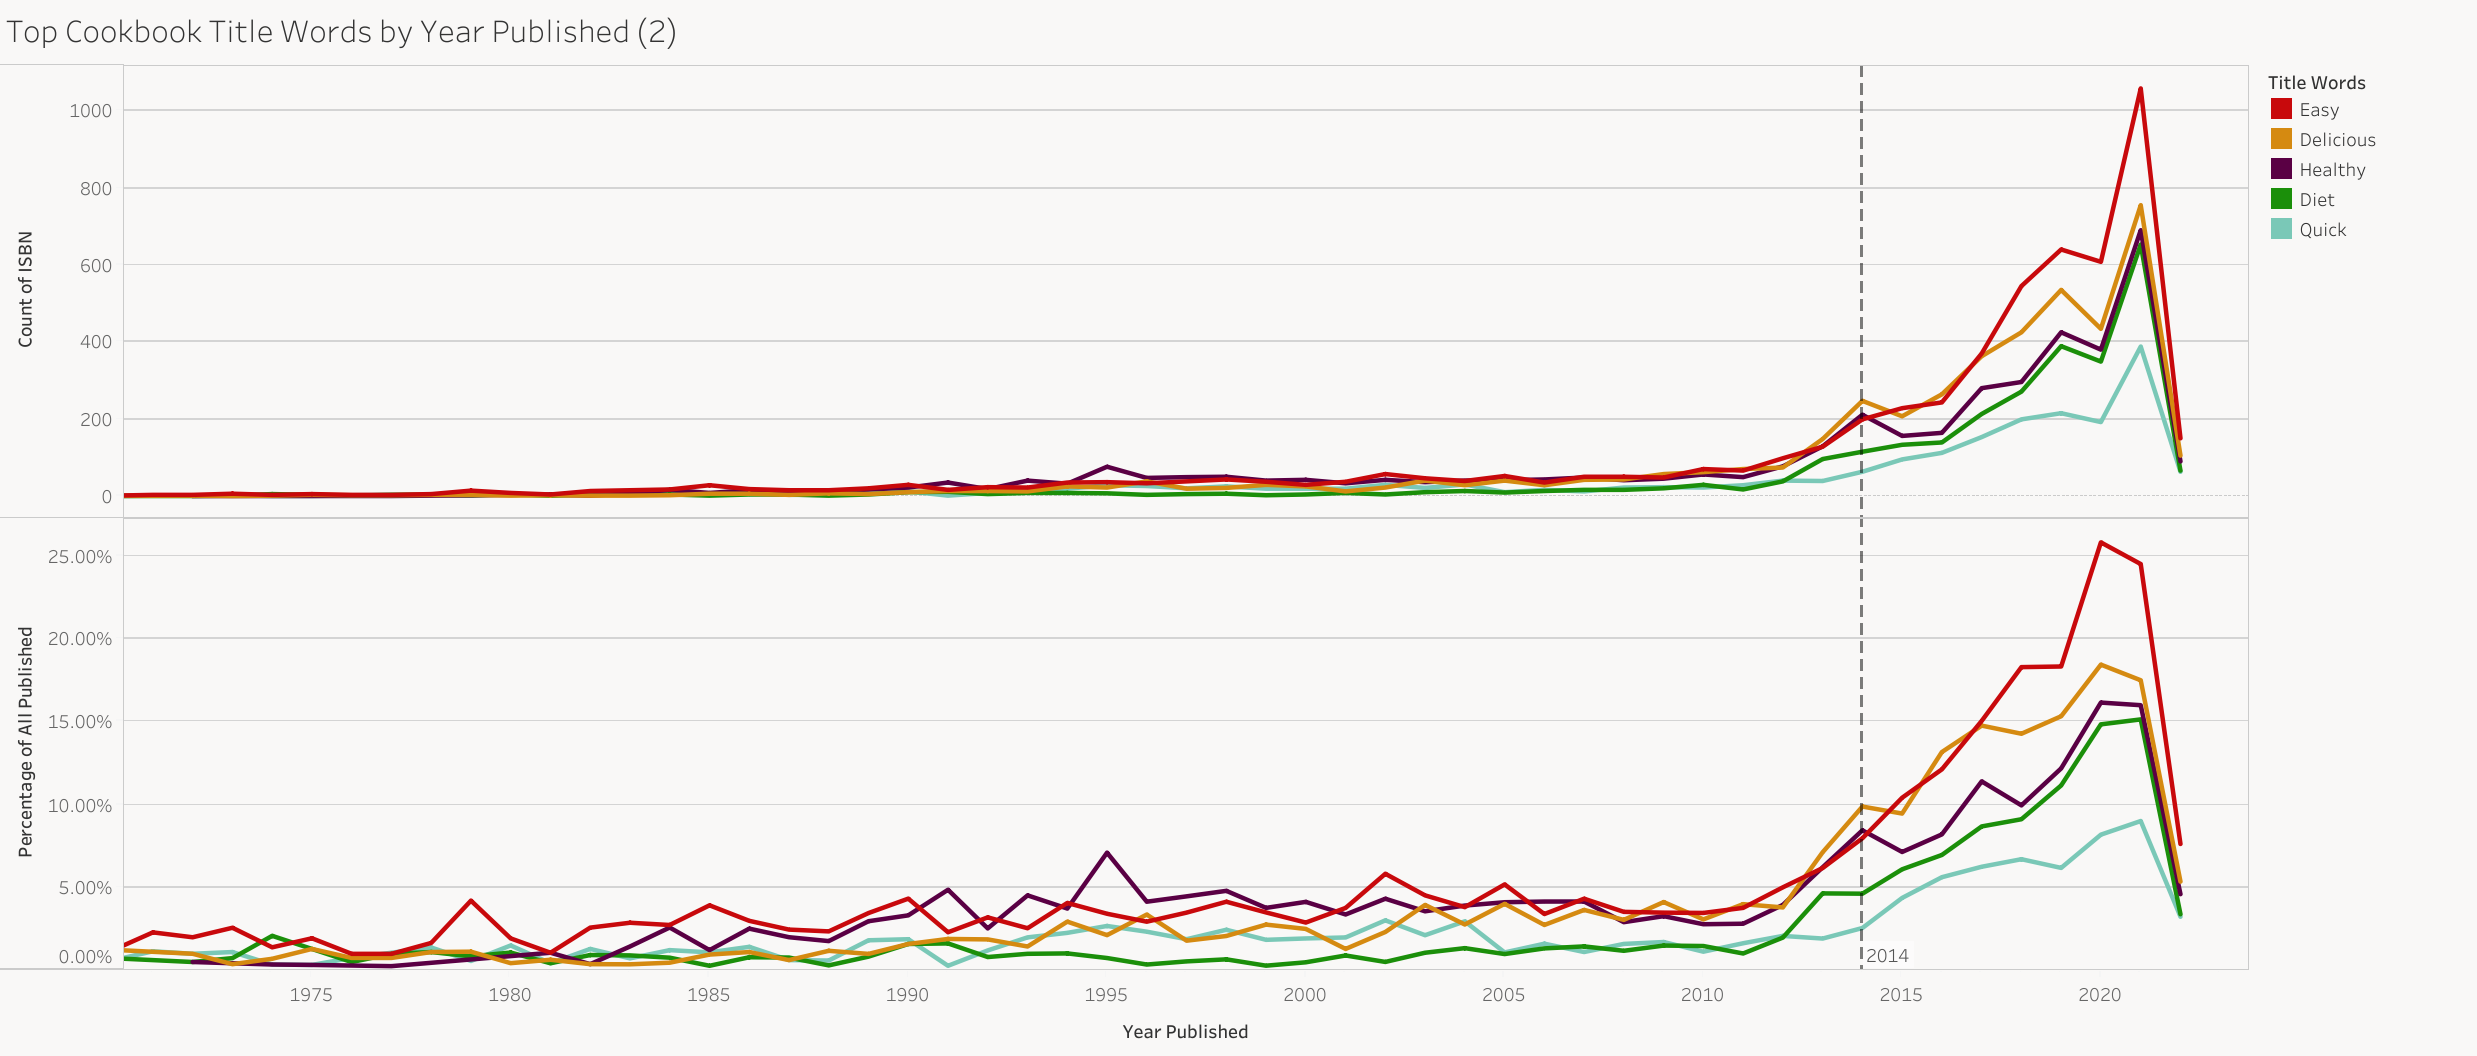 Top Cookbook Title Words by Year Published (2)
Title Words
Easy
Delicious
Healthy
Diet
Quick
Count of ISBN
1000
800
600
400
200
0
Percentage of All Published
25.00%
20.00%
15.00%
10.00%
5.00%
0.00%
2014
1975 1980 1985 1990 1995 2000 2005 2010 2015 2020
Year Published